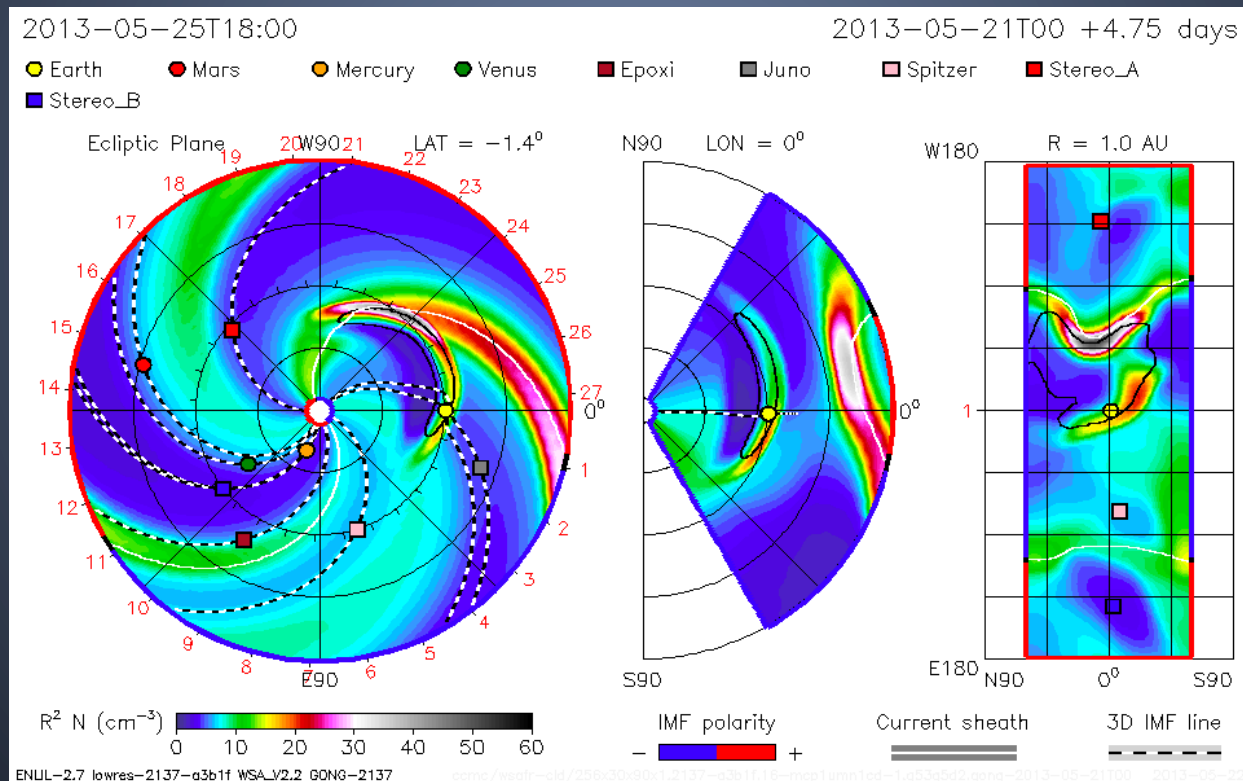 2013-05-25T18:00 2013-05-21T00 +4.75 days
Earth Mars Mercury Venus Epoxi Juno Spitzer Stereo_A
Stereo_B
Ecliptic Plane W90 LAT = -1.4° N90 LON = 0° R = 1.0 AU
W180
20 21
19 22
18 23
17 24
16 25
15 26
14 27
0° 0° 1
13 1
12 2
11 3
10 4
9 5
8 7 6
E90 S90 E180
N90 0° S90
R² N (cm⁻³)
0 10 20 30 40 50 60
IMF polarity Current sheath 3D IMF line
- +
ENLIL-2.7 lowres-2137-a3b1f WSA_V2.2 GONG-2137